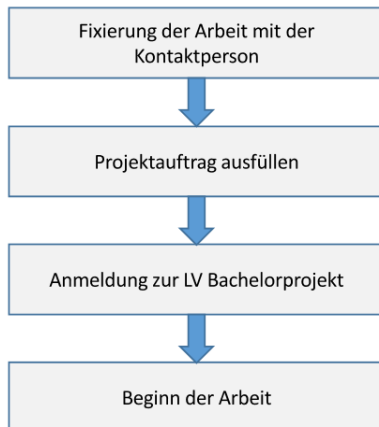 Fixierung der Arbeit mit der
Kontaktperson
Projektauftrag ausfüllen
Anmeldung zur LV Bachelorprojekt
Beginn der Arbeit